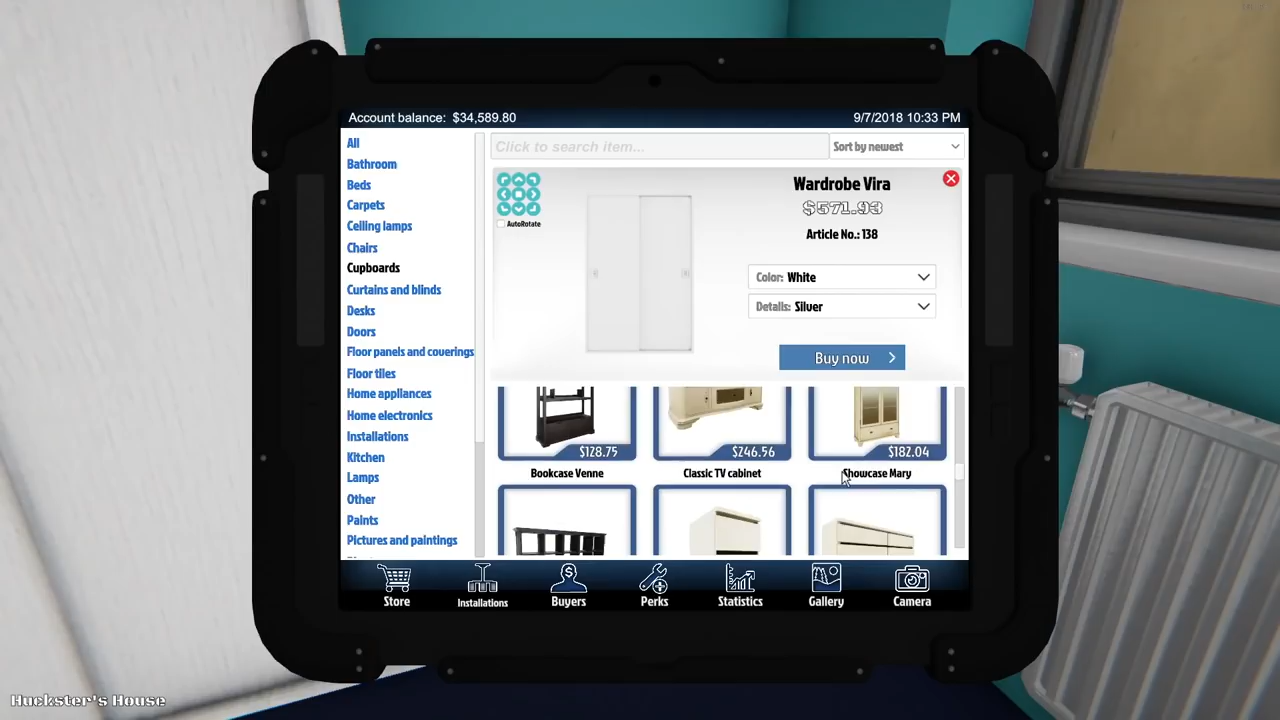 Account balance: $34,589.80
9/7/2018 10:33 PM
All
Bathroom
Beds
Carpets
Ceiling lamps
Chairs
Cupboards
Curtains and blinds
Desks
Doors
Floor panels and coverings
Floor tiles
Home appliances
Home electronics
Installations
Kitchen
Lamps
Other
Paints
Pictures and paintings
Click to search item...
Sort by newest
AutoRotate
Wardrobe Vira
$571.93
Article No.: 138
Color: White
Details: Silver
Buy now
$128.75
$246.56
$182.04
Bookcase Venne
Classic TV cabinet
Showcase Mary
Store
Installations
Buyers
Perks
Statistics
Gallery
Camera
Huckster's House